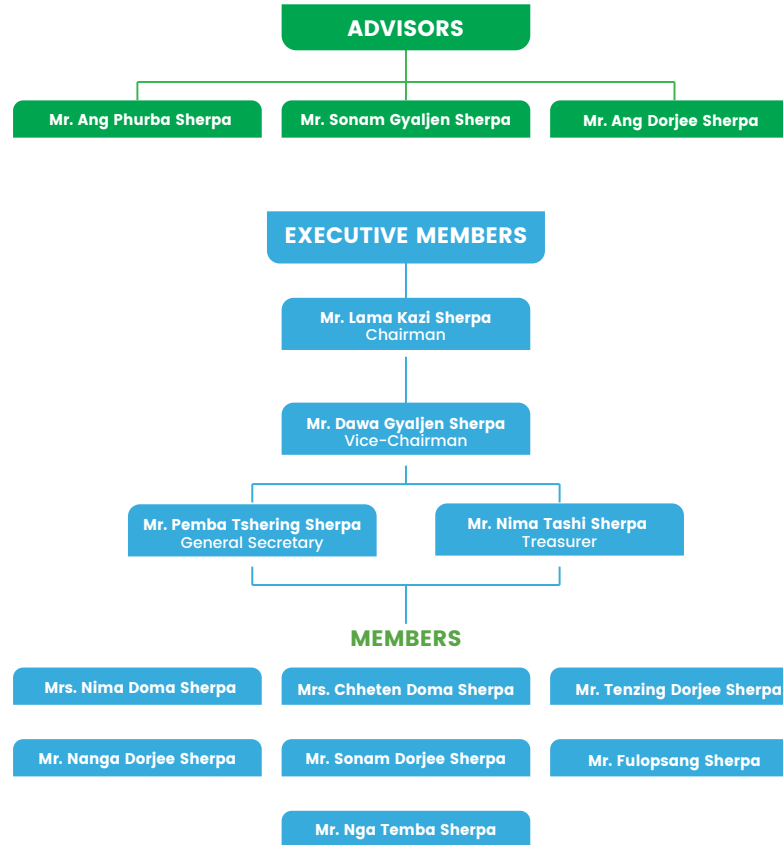 ADVISORS
Mr. Ang Phurba Sherpa
Mr. Sonam Gyaljen Sherpa
Mr. Ang Dorjee Sherpa
EXECUTIVE MEMBERS
Mr. Lama Kazi Sherpa
Chairman
Mr. Dawa Gyaljen Sherpa
Vice-Chairman
Mr. Pemba Tshering Sherpa
General Secretary
Mr. Nima Tashi Sherpa
Treasurer
MEMBERS
Mrs. Nima Doma Sherpa
Mrs. Chheten Doma Sherpa
Mr. Tenzing Dorjee Sherpa
Mr. Nanga Dorjee Sherpa
Mr. Sonam Dorjee Sherpa
Mr. Fulopsang Sherpa
Mr. Nga Temba Sherpa